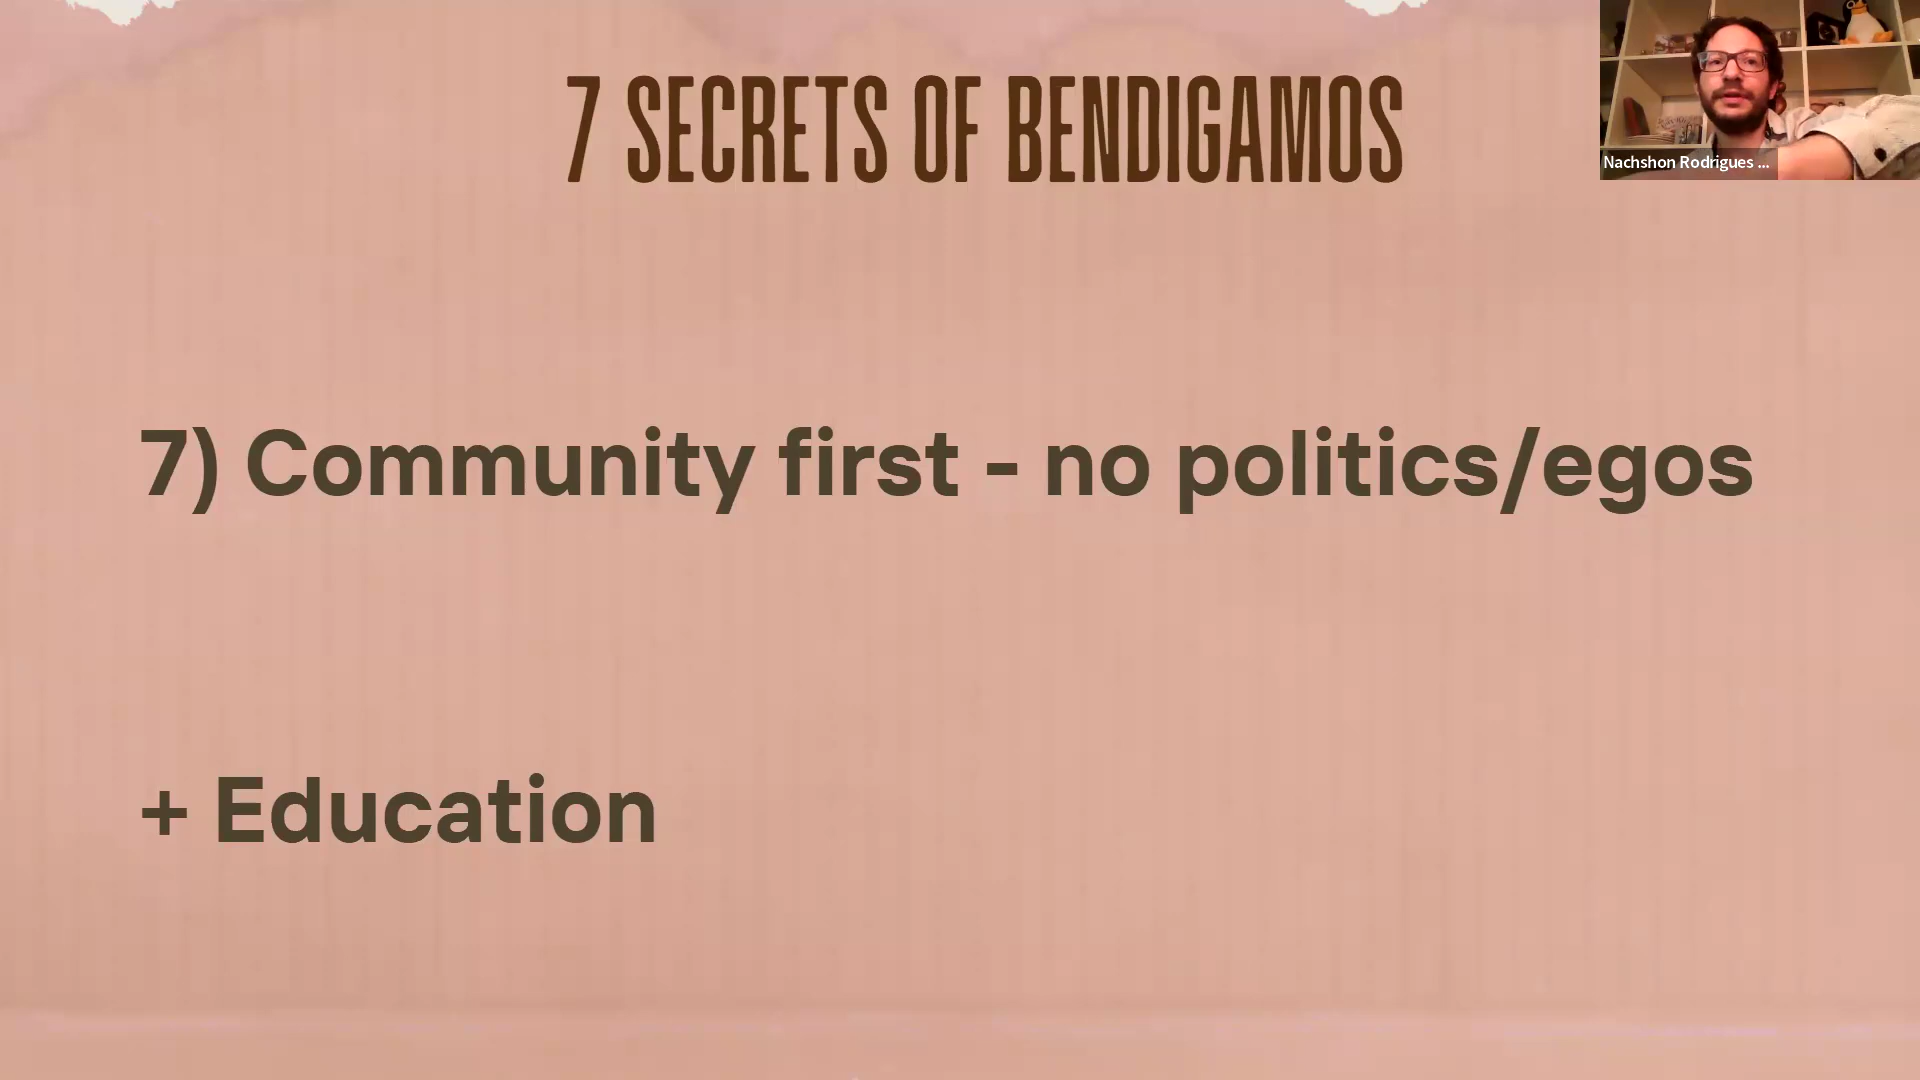 7 SECRETS OF BENDIGAMOS
Nachshon Rodrigues ...
7) Community first - no politics/egos
+ Education